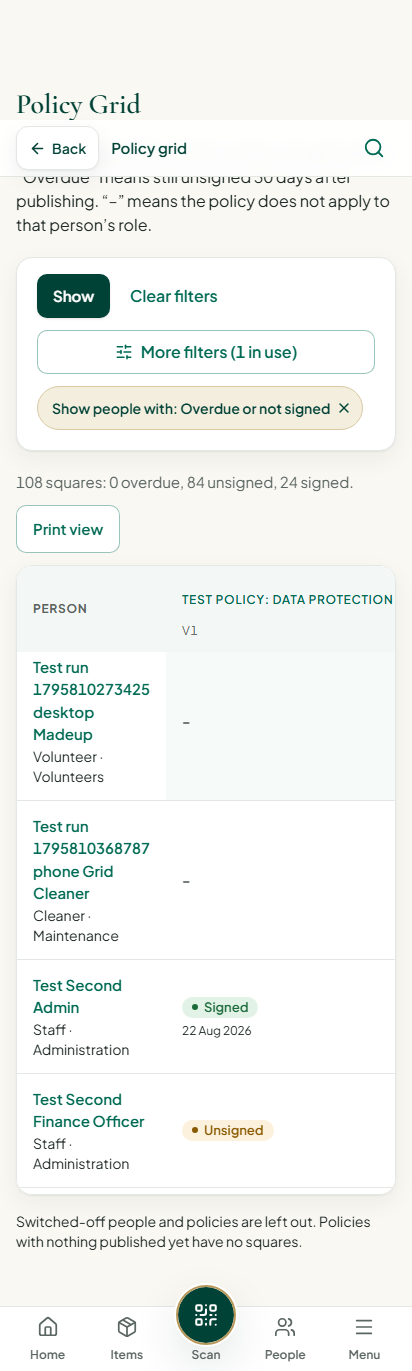 Policy Grid
Back
Policy grid
"Overdue" means still unsigned 30 days after
publishing. “–” means the policy does not apply to
that person’s role.
Show
Clear filters
More filters (1 in use)
Show people with: Overdue or not signed ✕
108 squares: 0 overdue, 84 unsigned, 24 signed.
Print view
PERSON
TEST POLICY: DATA PROTECTION
V1
Test run
1795810273425
desktop
Madeup
Volunteer ·
Volunteers
–
Test run
1795810368787
phone Grid
Cleaner
Cleaner ·
Maintenance
–
Test Second
Admin
Staff ·
Administration
Signed
22 Aug 2026
Test Second
Finance Officer
Staff ·
Administration
Unsigned
Switched-off people and policies are left out. Policies
with nothing published yet have no squares.
Home
Items
Scan
People
Menu